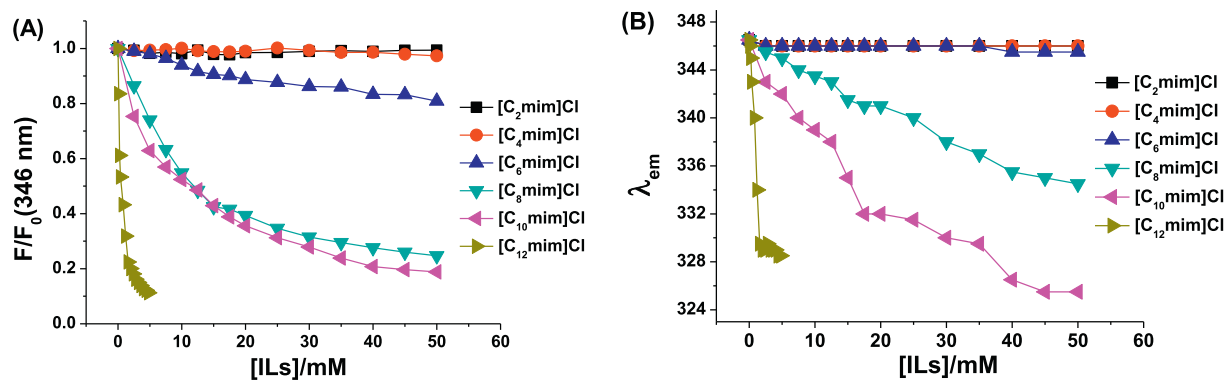 (A)
1.0
0.8
0.6
0.4
0.2
0.0
F/F₀(346 nm)
0 10 20 30 40 50 60
[ILs]/mM
[C₂mim]Cl
[C₄mim]Cl
[C₆mim]Cl
[C₈mim]Cl
[C₁₀mim]Cl
[C₁₂mim]Cl
(B)
348
344
340
336
332
328
324
λem
0 10 20 30 40 50 60
[ILs]/mM
[C₂mim]Cl
[C₄mim]Cl
[C₆mim]Cl
[C₈mim]Cl
[C₁₀mim]Cl
[C₁₂mim]Cl